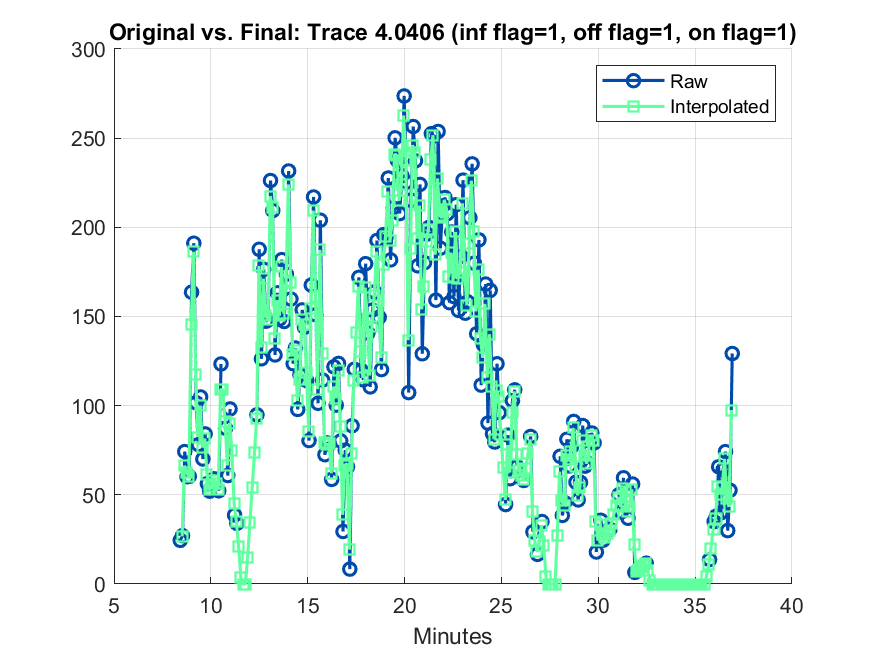 Original vs. Final: Trace 4.0406 (inf flag=1, off flag=1, on flag=1)
300
250
200
150
100
50
0
5 10 15 20 25 30 35 40
Minutes
Raw
Interpolated